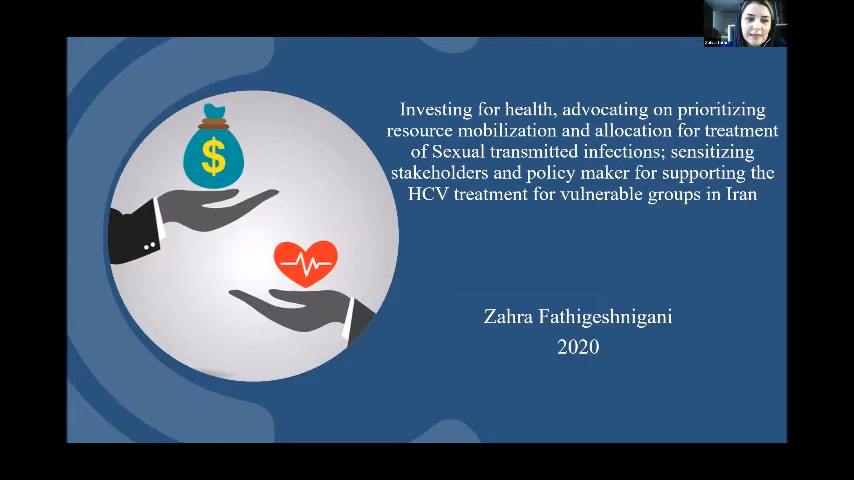 Investing for health, advocating on prioritizing
resource mobilization and allocation for treatment
of Sexual transmitted infections; sensitizing
stakeholders and policy maker for supporting the
HCV treatment for vulnerable groups in Iran
Zahra Fathigeshnigani
2020
$